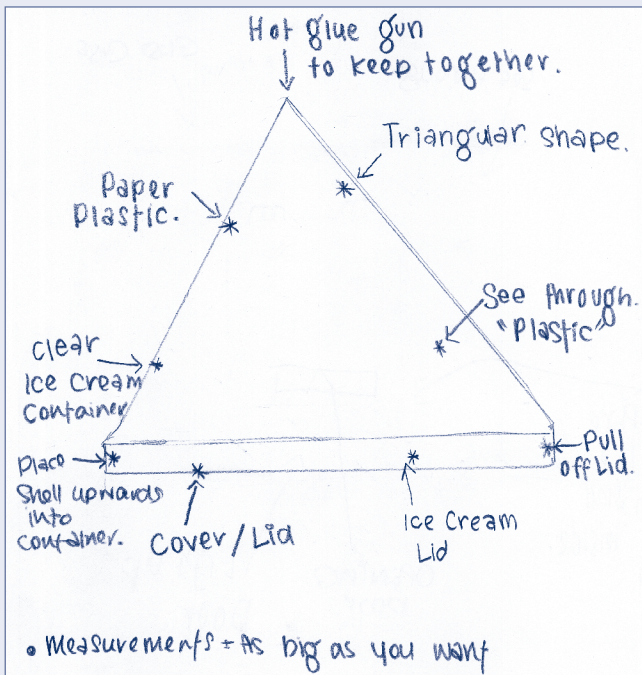 Hot glue gun
to keep together.
Triangular shape.
Paper
Plastic.
See through.
"Plastic"
Clear
Ice Cream
Container
Place
Shell upwards
into
container.
Cover/Lid
Ice Cream
Lid
Pull
off Lid.
• Measurements - As big as you want